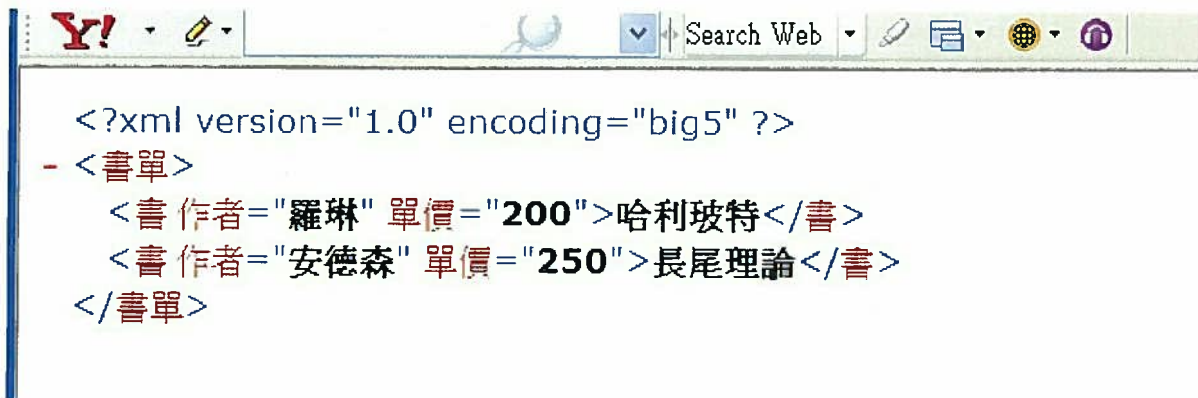 Y! Search Web
<?xml version="1.0" encoding="big5" ?>
- <書單>
<書 作者="羅琳" 單價="200">哈利玻特</書>
<書 作者="安德森" 單價="250">長尾理論</書>
</書單>